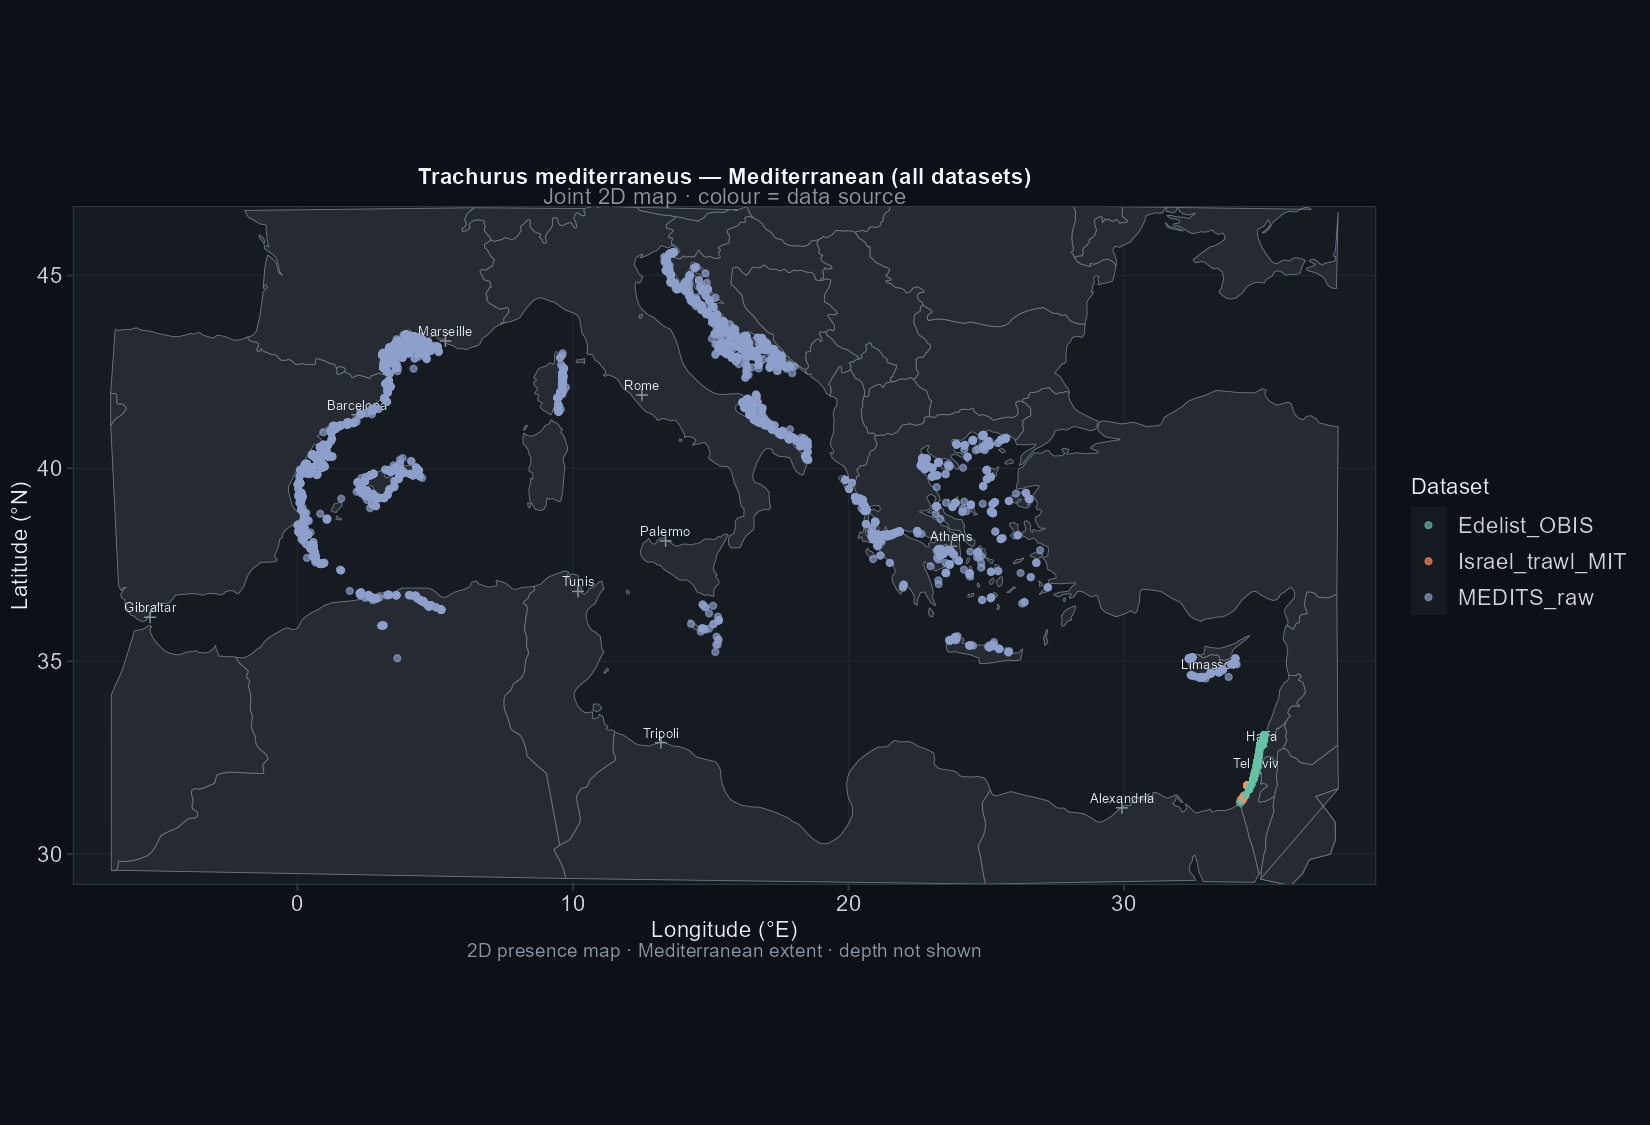 Trachurus mediterraneus — Mediterranean (all datasets)
Joint 2D map · colour = data source
45
40
35
30
Latitude (°N)
Marseille
Barcelona
Rome
Palermo
Athens
Tunis
Gibraltar
Limassol
Tripoli
Haifa
Tel Aviv
Alexandria
0
10
20
30
Longitude (°E)
2D presence map · Mediterranean extent · depth not shown
Dataset
Edelist_OBIS
Israel_trawl_MIT
MEDITS_raw